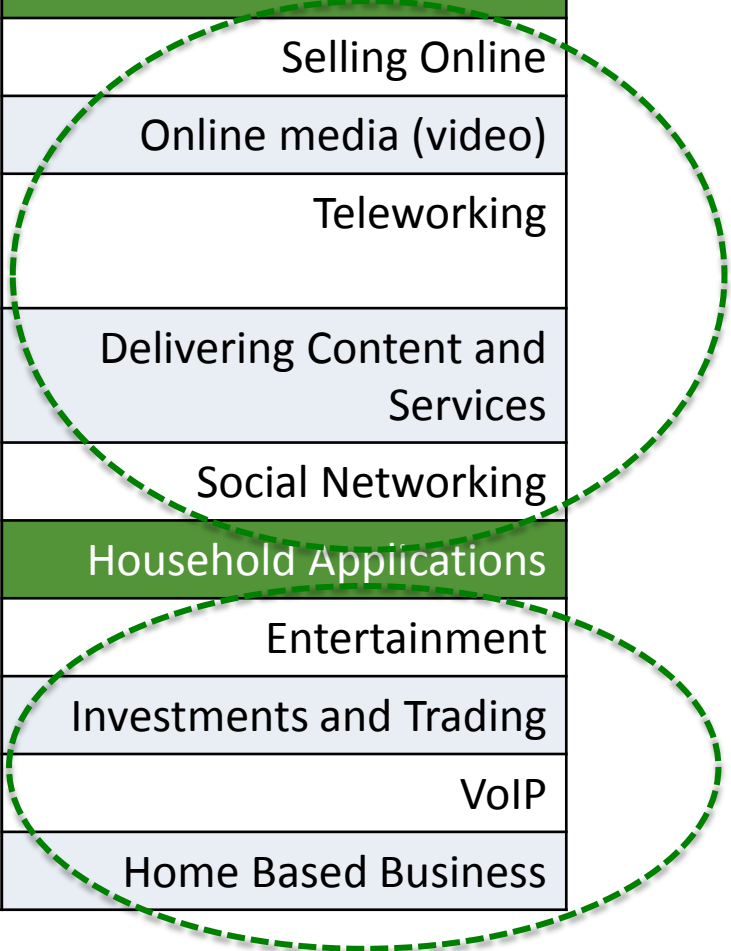 Selling Online
Online media (video)
Teleworking
Delivering Content and
Services
Social Networking
Household Applications
Entertainment
Investments and Trading
VoIP
Home Based Business